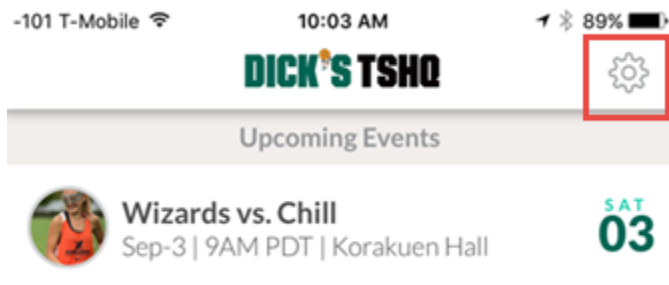 -101 T-Mobile 10:03 AM 89%
DICK'S TSHQ
Upcoming Events
Wizards vs. Chill
Sep-3 | 9AM PDT | Korakuen Hall
SAT
03